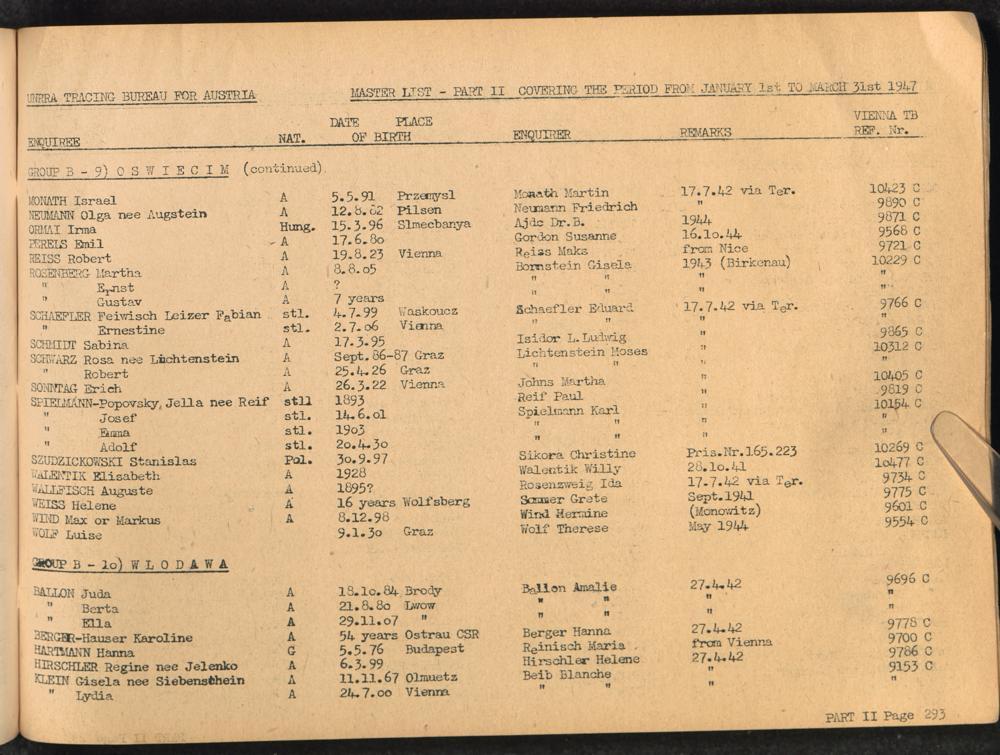 UNRRA TRACING BUREAU FOR AUSTRIA MASTER LIST - PART II COVERING THE PERIOD FROM JANUARY 1st TO MARCH 31st 1947
DATE PLACE VIENNA TB
ENQUIREE NAT. OF BIRTH ENQUIRER REMARKS REF. Nr.
GROUP B - 9) OSWIECIM (continued)
MONATH Israel A 5.5.91 Przemysl Monath Martin 17.7.42 via Ter. 10423 C
NEUMANN Olga nee Augstein A 12.8.82 Pilsen Neumann Friedrich " 9890 C
ORMAI Irma Hung. 15.3.96 Slmecbanya Ajdc Dr.B. 1944 9871 C
PERELS Emil A 17.6.80 Gordon Susanne 16.10.44 9568 C
REISS Robert A 19.8.23 Vienna Reiss Maks from Nice 9721 C
ROSENBERG Martha A 8.8.o5 Bornstein Gisela 1943 (Birkenau) 10229 C
" Ernst A ? " " "
" Gustav A 7 years " " "
SCHAEFLER Feiwisch Leizer Fabian stl. 4.7.99 Waskoucz Schaefler Eduard 17.7.42 via Ter. 9766 C
" Ernestine stl. 2.7.o6 Vienna " " " "
SCHMIDT Sabina A 17.3.95 Isidor L.Ludwig " 9865 C
SCHWARZ Rosa nee Lichtenstein A Sept.86-87 Graz Lichtenstein Moses " 10312 C
" Robert A 25.4.26 Graz " " " "
SONNTAG Erich A 26.3.22 Vienna Johns Martha " 10405 C
SPIELMANN-Popovsky, Jella nee Reif stll 1893 Reif Paul " 9819 C
" Josef stl. 14.6.o1 Spielmann Karl " 10154 C
" Emma stl. 19o3 " " " "
" Adolf stl. 20.4.3o " " " "
SZUDZICKOWSKI Stanislas Pol. 3o.9.97 Sikora Christine Pris.Nr.165.223 10269 C
WALENTIK Elisabeth A 1928 Walentik Willy 28.10.41 1o477 C
WALLFISCH Auguste A 1895? Rosenzweig Ida 17.7.42 via Ter. 9734 C
WEISS Helene A 16 years Wolfsberg Sommer Grete Sept.1941 9775 C
WIND Max or Markus A 8.12.98 Wind Hermine (Monowitz) 9601 C
WOLF Luise 9.1.3o Graz Wolf Therese May 1944 9554 C
GROUP B - 1o) WLODAWA
BALLON Juda A 18.1o.84 Brody Ballon Amalie 27.4.42 9696 C
" Berta A 21.8.8o Lwow " " " "
" Ella A 29.11.07 " " " " "
BERGER-Hauser Karoline A 54 years Ostrau CSR Berger Hanna 27.4.42 9778 C
HARTMANN Hanna G 5.5.76 Budapest Reinisch Maria from Vienna 9700 C
HIRSCHLER Regine nee Jelenko A 6.3.99 Hirschler Helene 27.4.42 9786 C
KLEIN Gisela nee Siebenschein A 11.11.67 Olmuetz Beib Blanche " 9153 C
" Lydia A 24.7.oo Vienna " " " "
PART II Page 293